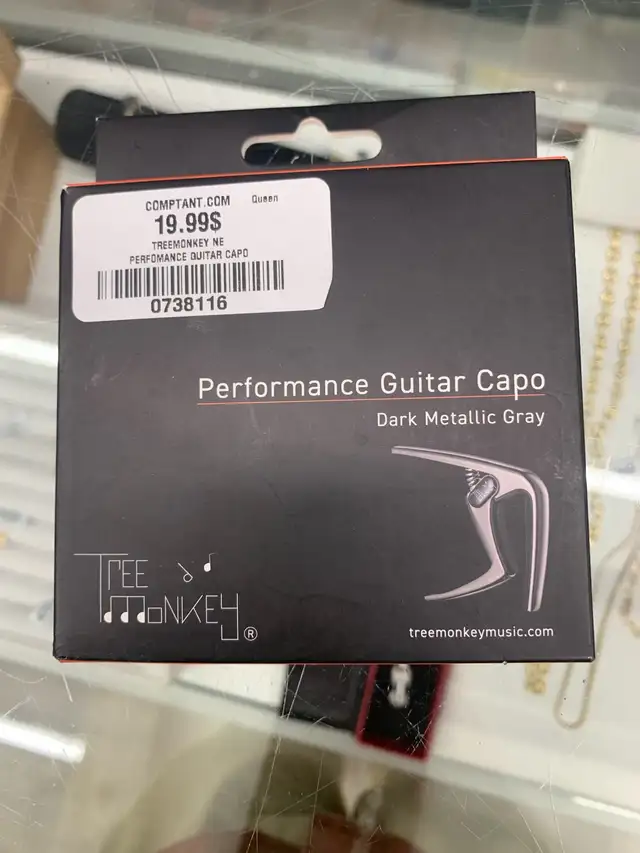 COMPTANT.COM Queen
19.99$
TREEMONKEY NE
PERFOMANCE GUITAR CAPO
0738116
Performance Guitar Capo
Dark Metallic Gray
TREE
MONKEY®
treemonkeymusic.com